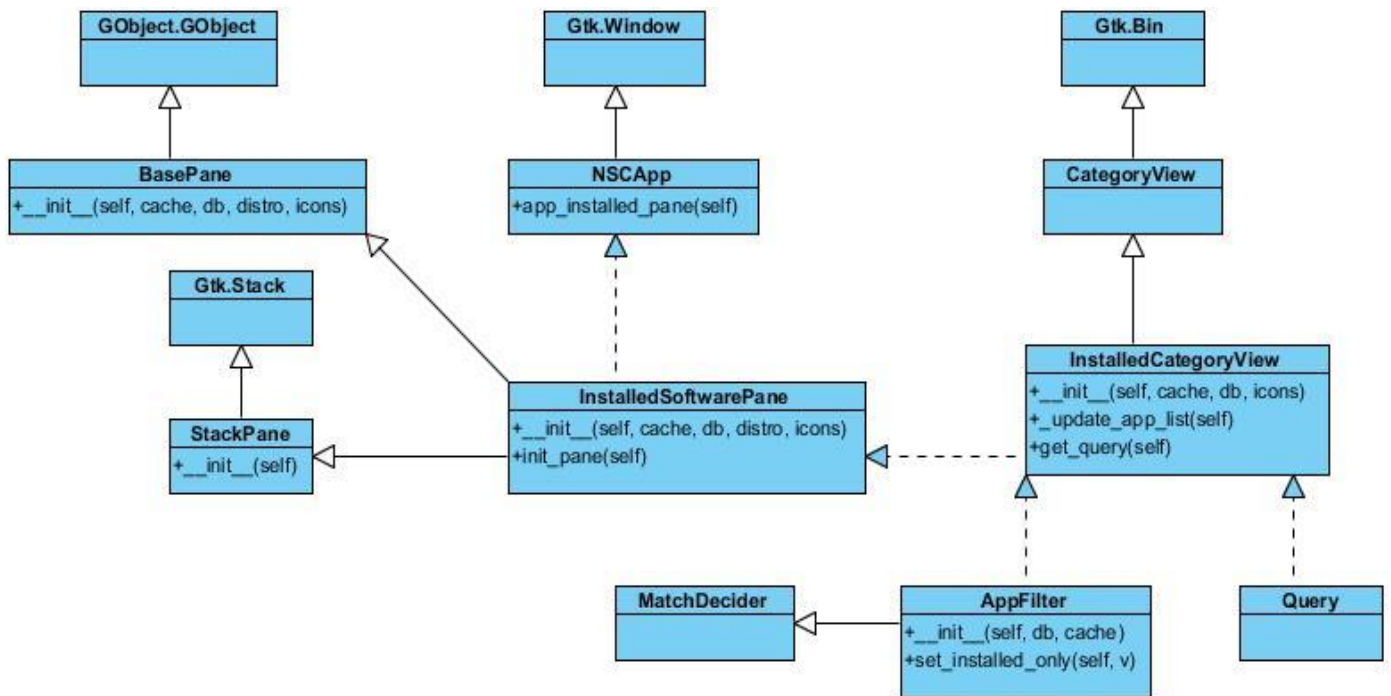 GObject.GObject
Gtk.Window
Gtk.Bin
BasePane
+__init__(self, cache, db, distro, icons)
NSCApp
+app_installed_pane(self)
CategoryView
Gtk.Stack
StackPane
+__init__(self)
InstalledSoftwarePane
+__init__(self, cache, db, distro, icons)
+init_pane(self)
InstalledCategoryView
+__init__(self, cache, db, icons)
+_update_app_list(self)
+get_query(self)
MatchDecider
AppFilter
+__init__(self, db, cache)
+set_installed_only(self, v)
Query